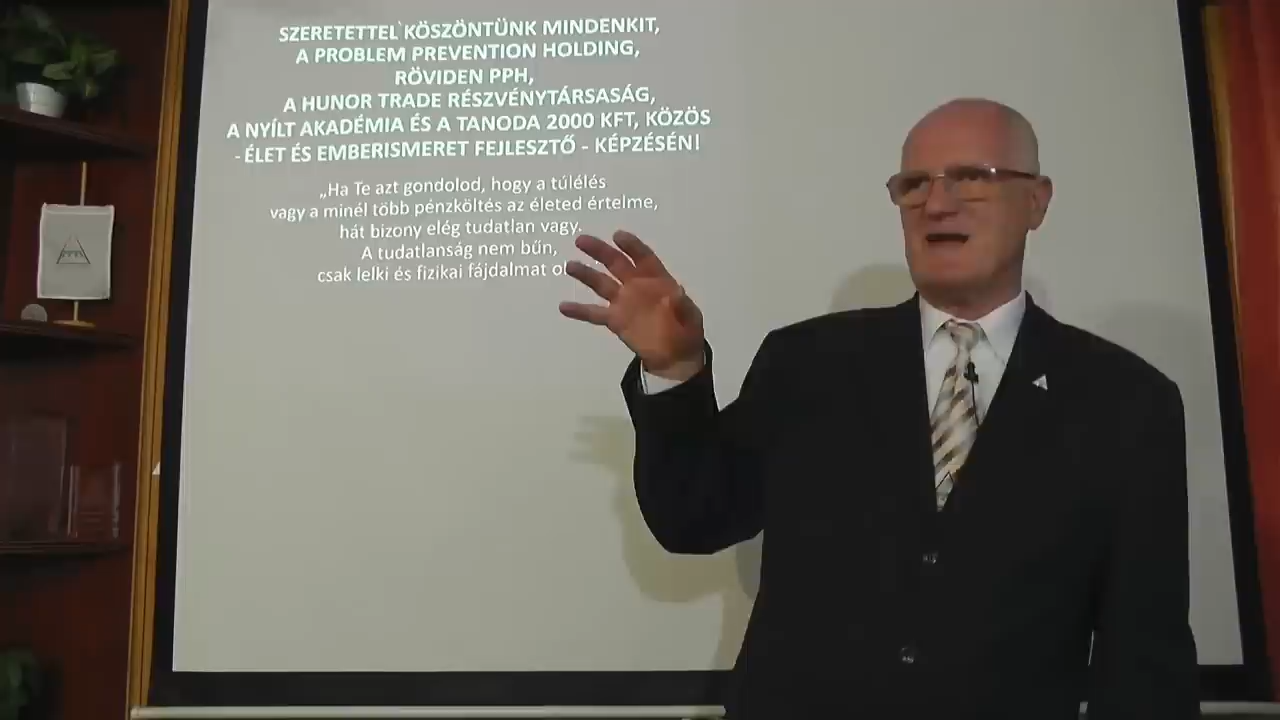 SZERETETTEL KÖSZÖNTÜNK MINDENKIT,
A PROBLEM PREVENTION HOLDING,
RÖVIDEN PPH,
A HUNOR TRADE RÉSZVÉNYTÁRSASÁG,
A NYÍLT AKADÉMIA ÉS A TANODA 2000 KFT, KÖZÖS
- ÉLET ÉS EMBERISMERET FEJLESZTŐ - KÉPZÉSÉN!
„Ha Te azt gondolod, hogy a túlélés
vagy a minél több pénzköltés az életed értelme,
hát bizony elég tudatlan vagy.
A tudatlanság nem bűn,
csak lelki és fizikai fájdalmat